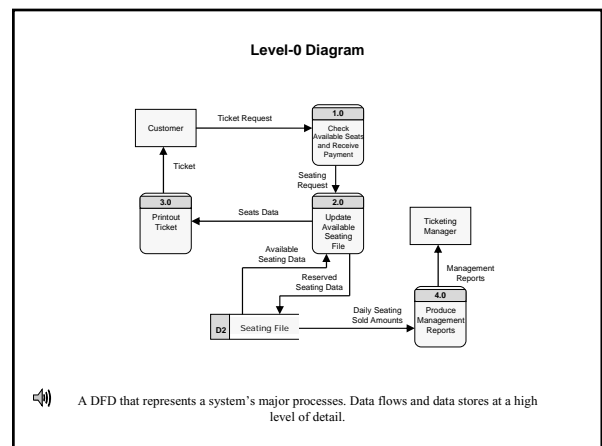 Level-0 Diagram
Customer
Ticket Request
1.0
Check
Available Seats
and Receive
Payment
Ticket
Seating
Request
3.0
Printout
Ticket
Seats Data
2.0
Update
Available
Seating
File
Ticketing
Manager
Available
Seating Data
Reserved
Seating Data
Management
Reports
D2
Seating File
Daily Seating
Sold Amounts
4.0
Produce
Management
Reports
A DFD that represents a system's major processes. Data flows and data stores at a high
level of detail.